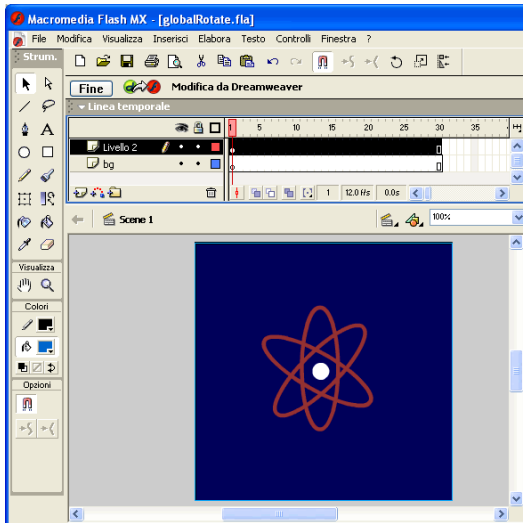 Macromedia Flash MX - [globalRotate.fla]
File Modifica Visualizza Inserisci Elabora Testo Controlli Finestra ?
Strum.
Fine Modifica da Dreamweaver
Linea temporale
1 5 10 15 20 25 30 35
Livello 2
bg
1 12.0 f/s 0.0s
Scene 1 100%
Visualizza
Colori
Opzioni